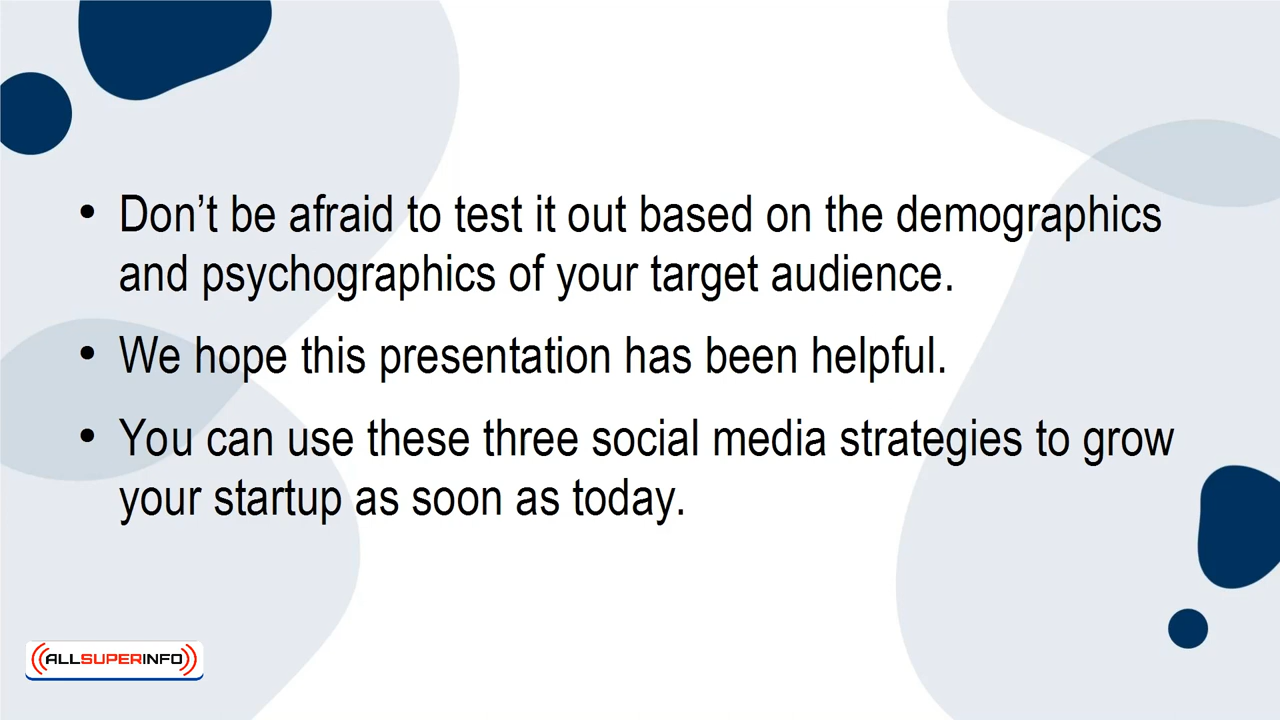 • Don’t be afraid to test it out based on the demographics
and psychographics of your target audience.
• We hope this presentation has been helpful.
• You can use these three social media strategies to grow
your startup as soon as today.
ALLSUPERINFO